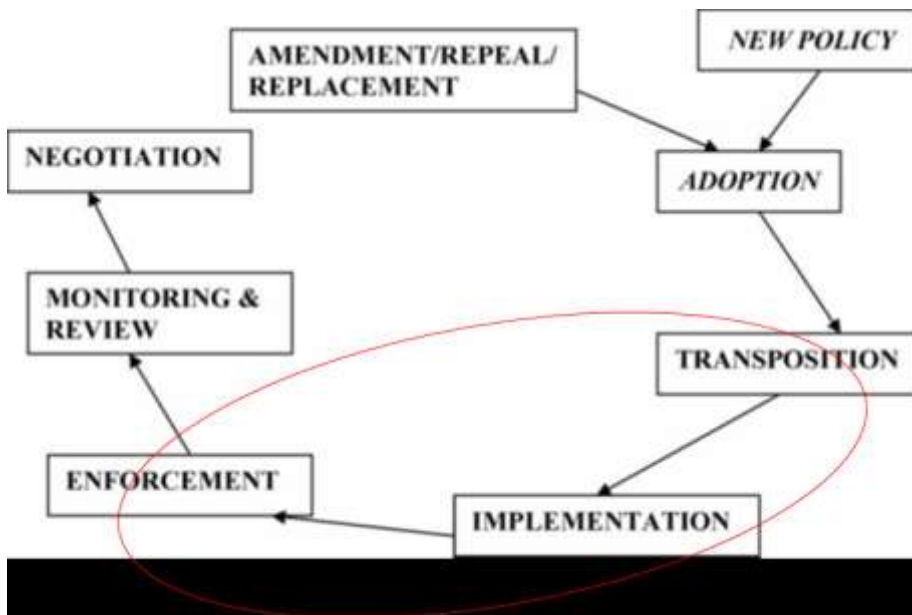 NEW POLICY
AMENDMENT/REPEAL/
REPLACEMENT
NEGOTIATION
ADOPTION
MONITORING &
REVIEW
TRANSPOSITION
ENFORCEMENT
IMPLEMENTATION